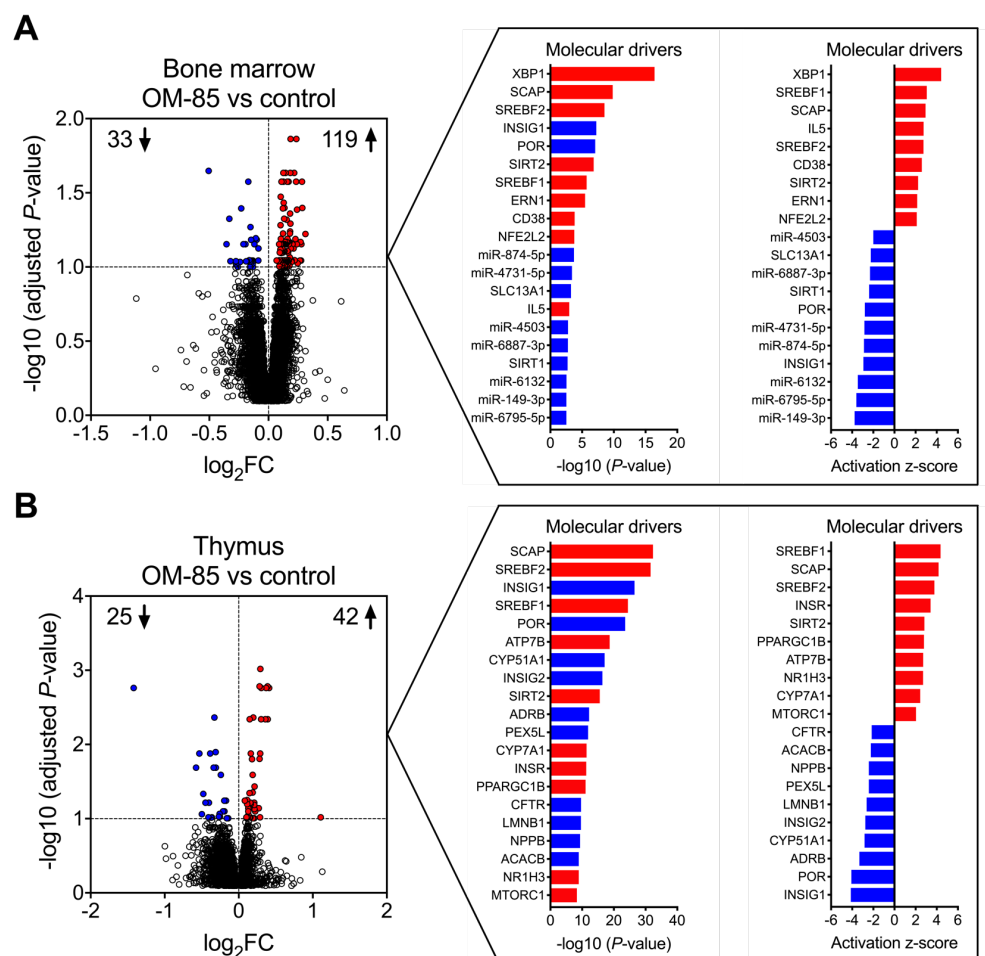 A
Bone marrow
OM-85 vs control
33
119
2.0
1.5
1.0
0.5
0.0
-1.5
-1.0
-0.5
0.0
0.5
1.0
-log10 (adjusted P-value)
log2FC
Molecular drivers
XBP1
SCAP
SREBF2
INSIG1
POR
SIRT2
SREBF1
ERN1
CD38
NFE2L2
miR-874-5p
miR-4731-5p
SLC13A1
IL5
miR-4503
miR-6887-3p
SIRT1
miR-6132
miR-149-3p
miR-6795-5p
0
5
10
15
20
-log10 (P-value)
Molecular drivers
XBP1
SREBF1
SCAP
IL5
SREBF2
CD38
SIRT2
ERN1
NFE2L2
miR-4503
SLC13A1
miR-6887-3p
SIRT1
POR
miR-4731-5p
miR-874-5p
INSIG1
miR-6132
miR-6795-5p
miR-149-3p
-6
-4
-2
0
2
4
6
Activation z-score
B
Thymus
OM-85 vs control
25
42
4
3
2
1
0
-2
-1
0
1
2
-log10 (adjusted P-value)
log2FC
Molecular drivers
SCAP
SREBF2
INSIG1
SREBF1
POR
ATP7B
CYP51A1
INSIG2
SIRT2
ADRB
PEX5L
CYP7A1
INSR
PPARGC1B
CFTR
LMNB1
NPPB
ACACB
NR1H3
MTORC1
0
10
20
30
40
-log10 (P-value)
Molecular drivers
SREBF1
SCAP
SREBF2
INSR
SIRT2
PPARGC1B
ATP7B
NR1H3
CYP7A1
MTORC1
CFTR
ACACB
NPPB
PEX5L
LMNB1
INSIG2
CYP51A1
ADRB
POR
INSIG1
-6
-4
-2
0
2
4
6
Activation z-score